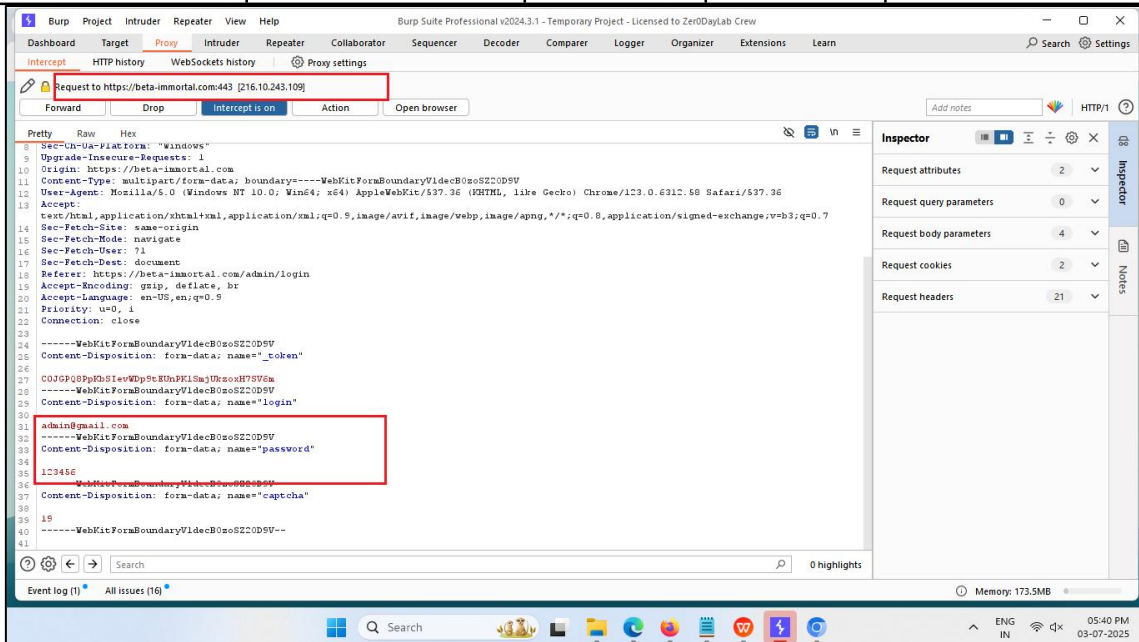 Burp Project Intruder Repeater View Help Burp Suite Professional v2024.3.1 - Temporary Project - Licensed to Zer0DayLab Crew
Dashboard Target Proxy Intruder Repeater Collaborator Sequencer Decoder Comparer Logger Organizer Extensions Learn Search Settings
Intercept HTTP history WebSockets history Proxy settings
Request to https://beta-immortal.com:443 [216.10.243.109]
Forward Drop Intercept is on Action Open browser Add notes HTTP/1
Pretty Raw Hex \n
Inspector
8 Sec-Ch-Ua-Platform: "Windows"
9 Upgrade-Insecure-Requests: 1
10 Origin: https://beta-immortal.com
11 Content-Type: multipart/form-data; boundary=----WebKitFormBoundaryVldecB0zoSZ20D9V
12 User-Agent: Mozilla/5.0 (Windows NT 10.0; Win64; x64) AppleWebKit/537.36 (KHTML, like Gecko) Chrome/123.0.6312.58 Safari/537.36
13 Accept:
text/html,application/xhtml+xml,application/xml;q=0.9,image/avif,image/webp,image/apng,*/*;q=0.8,application/signed-exchange;v=b3;q=0.7
14 Sec-Fetch-Site: same-origin
15 Sec-Fetch-Mode: navigate
16 Sec-Fetch-User: ?1
17 Sec-Fetch-Dest: document
18 Referer: https://beta-immortal.com/admin/login
19 Accept-Encoding: gzip, deflate, br
20 Accept-Language: en-US,en;q=0.9
21 Priority: u=0, i
22 Connection: close
23
24 ------WebKitFormBoundaryVldecB0zoSZ20D9V
25 Content-Disposition: form-data; name="_token"
26
27 COJGPQ8PpKbSIevWDp9tEUnPK1SmjUkzoxH7SV6m
28 ------WebKitFormBoundaryVldecB0zoSZ20D9V
29 Content-Disposition: form-data; name="login"
30
31 admin@gmail.com
32 ------WebKitFormBoundaryVldecB0zoSZ20D9V
33 Content-Disposition: form-data; name="password"
34
35 123456
36 ------WebKitFormBoundaryVldecB0zoSZ20D9V
37 Content-Disposition: form-data; name="captcha"
38
39 19
40 ------WebKitFormBoundaryVldecB0zoSZ20D9V--
41
Request attributes 2
Request query parameters 0
Request body parameters 4
Request cookies 2
Request headers 21
Inspector
Notes
Search 0 highlights
Event log (1) All issues (16) Memory: 173.5MB
Search
ENG
IN
05:40 PM
03-07-2025